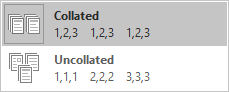 Collated
1,2,3 1,2,3 1,2,3
Uncollated
1,1,1 2,2,2 3,3,3